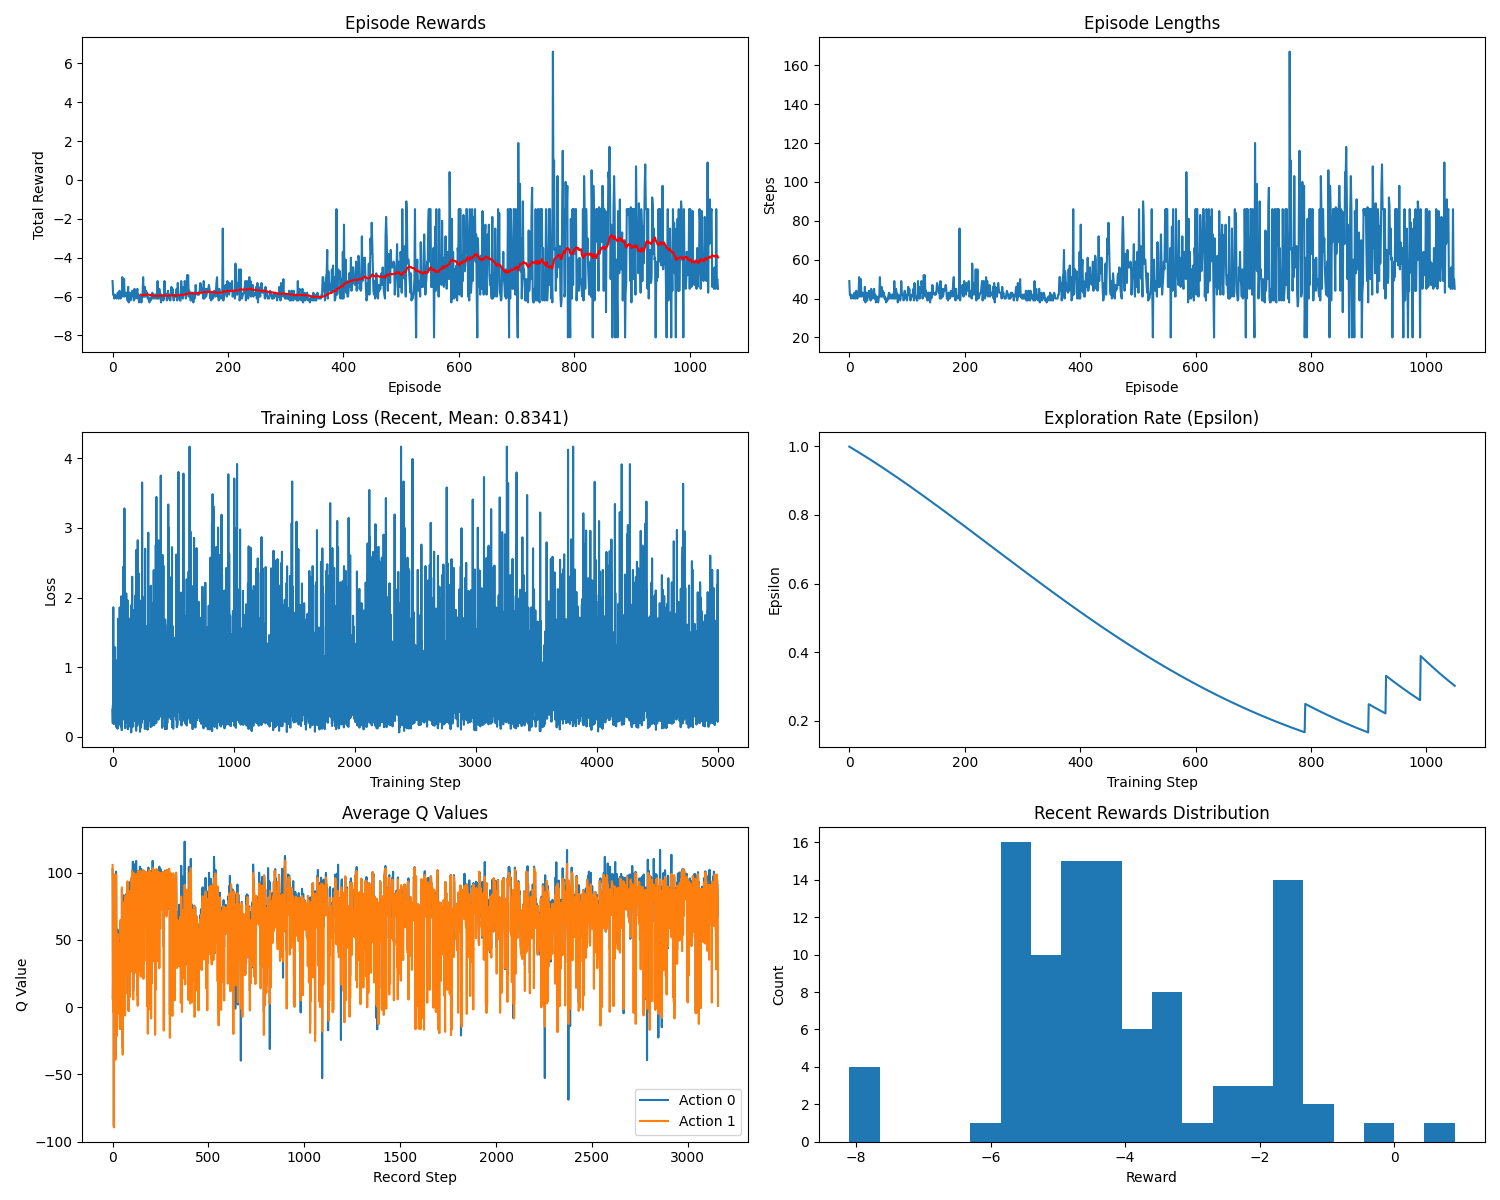 Episode Rewards
Total Reward
6
4
2
0
−2
−4
−6
−8
0 200 400 600 800 1000
Episode
Episode Lengths
Steps
160
140
120
100
80
60
40
20
0 200 400 600 800 1000
Episode
Training Loss (Recent, Mean: 0.8341)
Loss
4
3
2
1
0
0 1000 2000 3000 4000 5000
Training Step
Exploration Rate (Epsilon)
Epsilon
1.0
0.8
0.6
0.4
0.2
0 200 400 600 800 1000
Training Step
Average Q Values
Q Value
100
50
0
−50
−100
Action 0
Action 1
0 500 1000 1500 2000 2500 3000
Record Step
Recent Rewards Distribution
Count
16
14
12
10
8
6
4
2
0
−8 −6 −4 −2 0
Reward